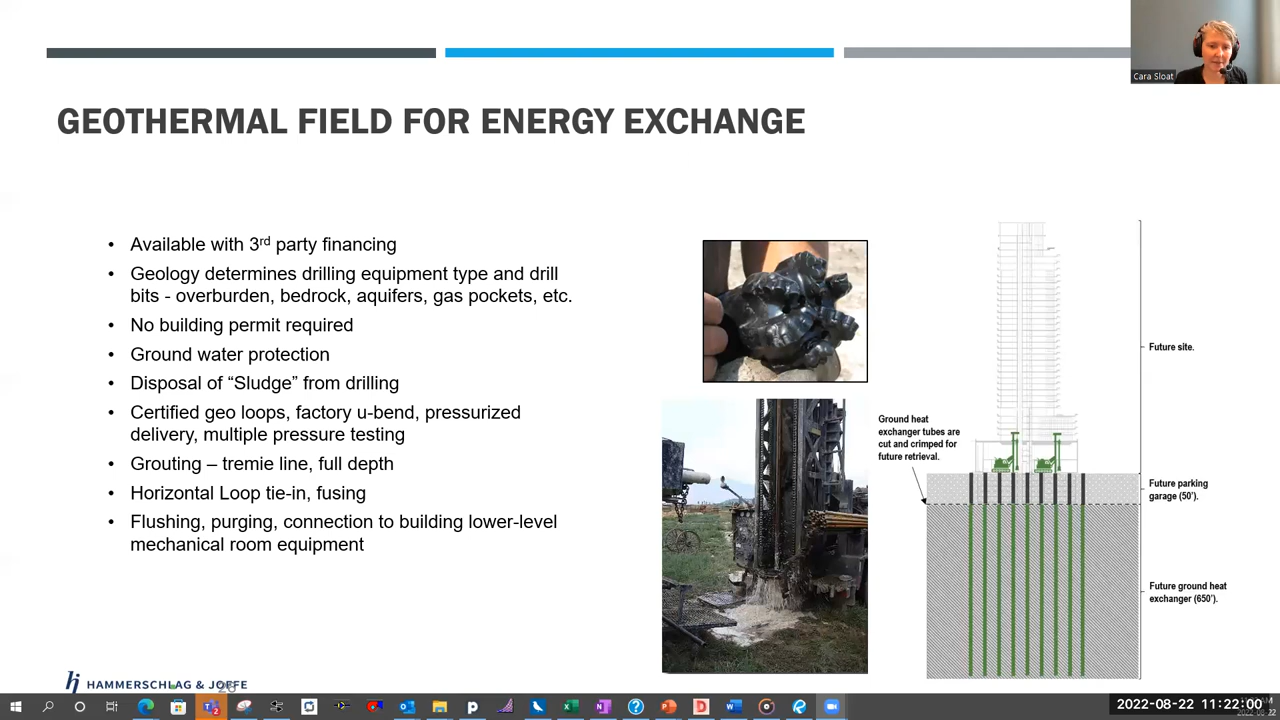 Cara Sloat
GEOTHERMAL FIELD FOR ENERGY EXCHANGE
• Available with 3rd party financing
• Geology determines drilling equipment type and drill
bits - overburden, bedrock, aquifers, gas pockets, etc.
• No building permit required
• Ground water protection
• Disposal of “Sludge” from drilling
• Certified geo loops, factory u-bend, pressurized
delivery, multiple pressure testing
• Grouting – tremie line, full depth
• Horizontal Loop tie-in, fusing
• Flushing, purging, connection to building lower-level
mechanical room equipment
Future site.
Ground heat
exchanger tubes are
cut and crimped for
future retrieval.
Future parking
garage (50').
Future ground heat
exchanger (650').
hj HAMMERSCHLAG & JOFFE
26
2022-08-22 11:22:00